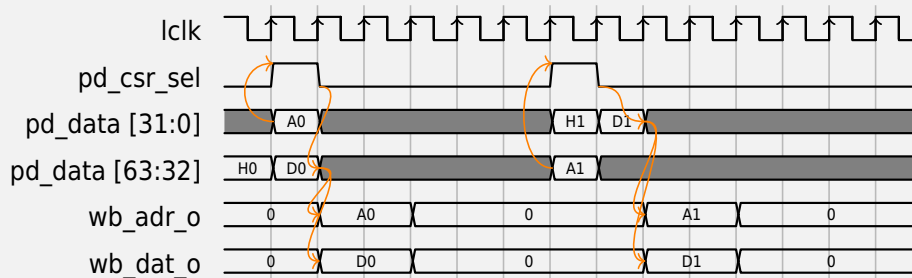 lclk
pd_csr_sel
pd_data [31:0] A0 H1 D1
pd_data [63:32] H0 D0 A1
wb_adr_o 0 A0 0 A1 0
wb_dat_o 0 D0 0 D1 0